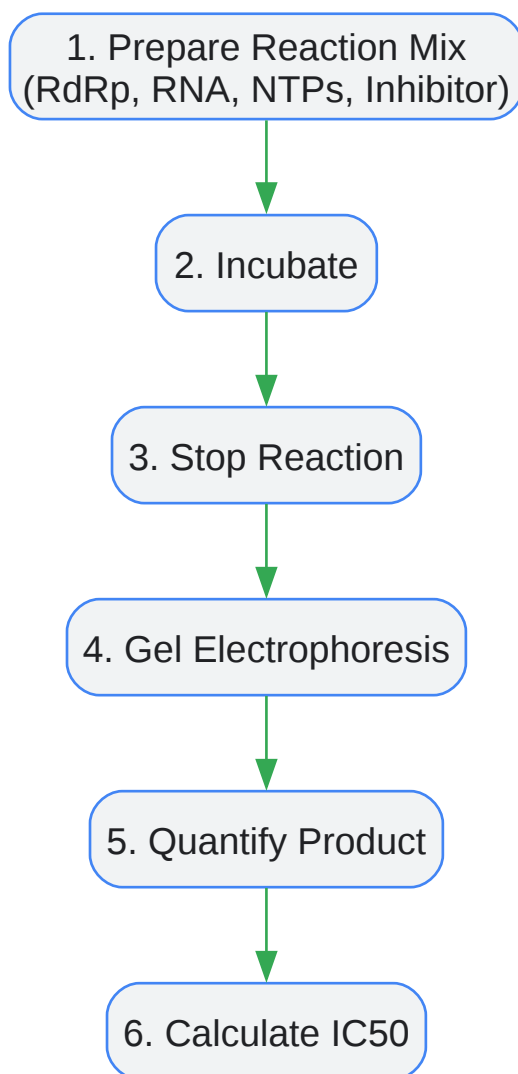 1. Prepare Reaction Mix
(RdRp, RNA, NTPs, Inhibitor)
2. Incubate
3. Stop Reaction
4. Gel Electrophoresis
5. Quantify Product
6. Calculate IC50